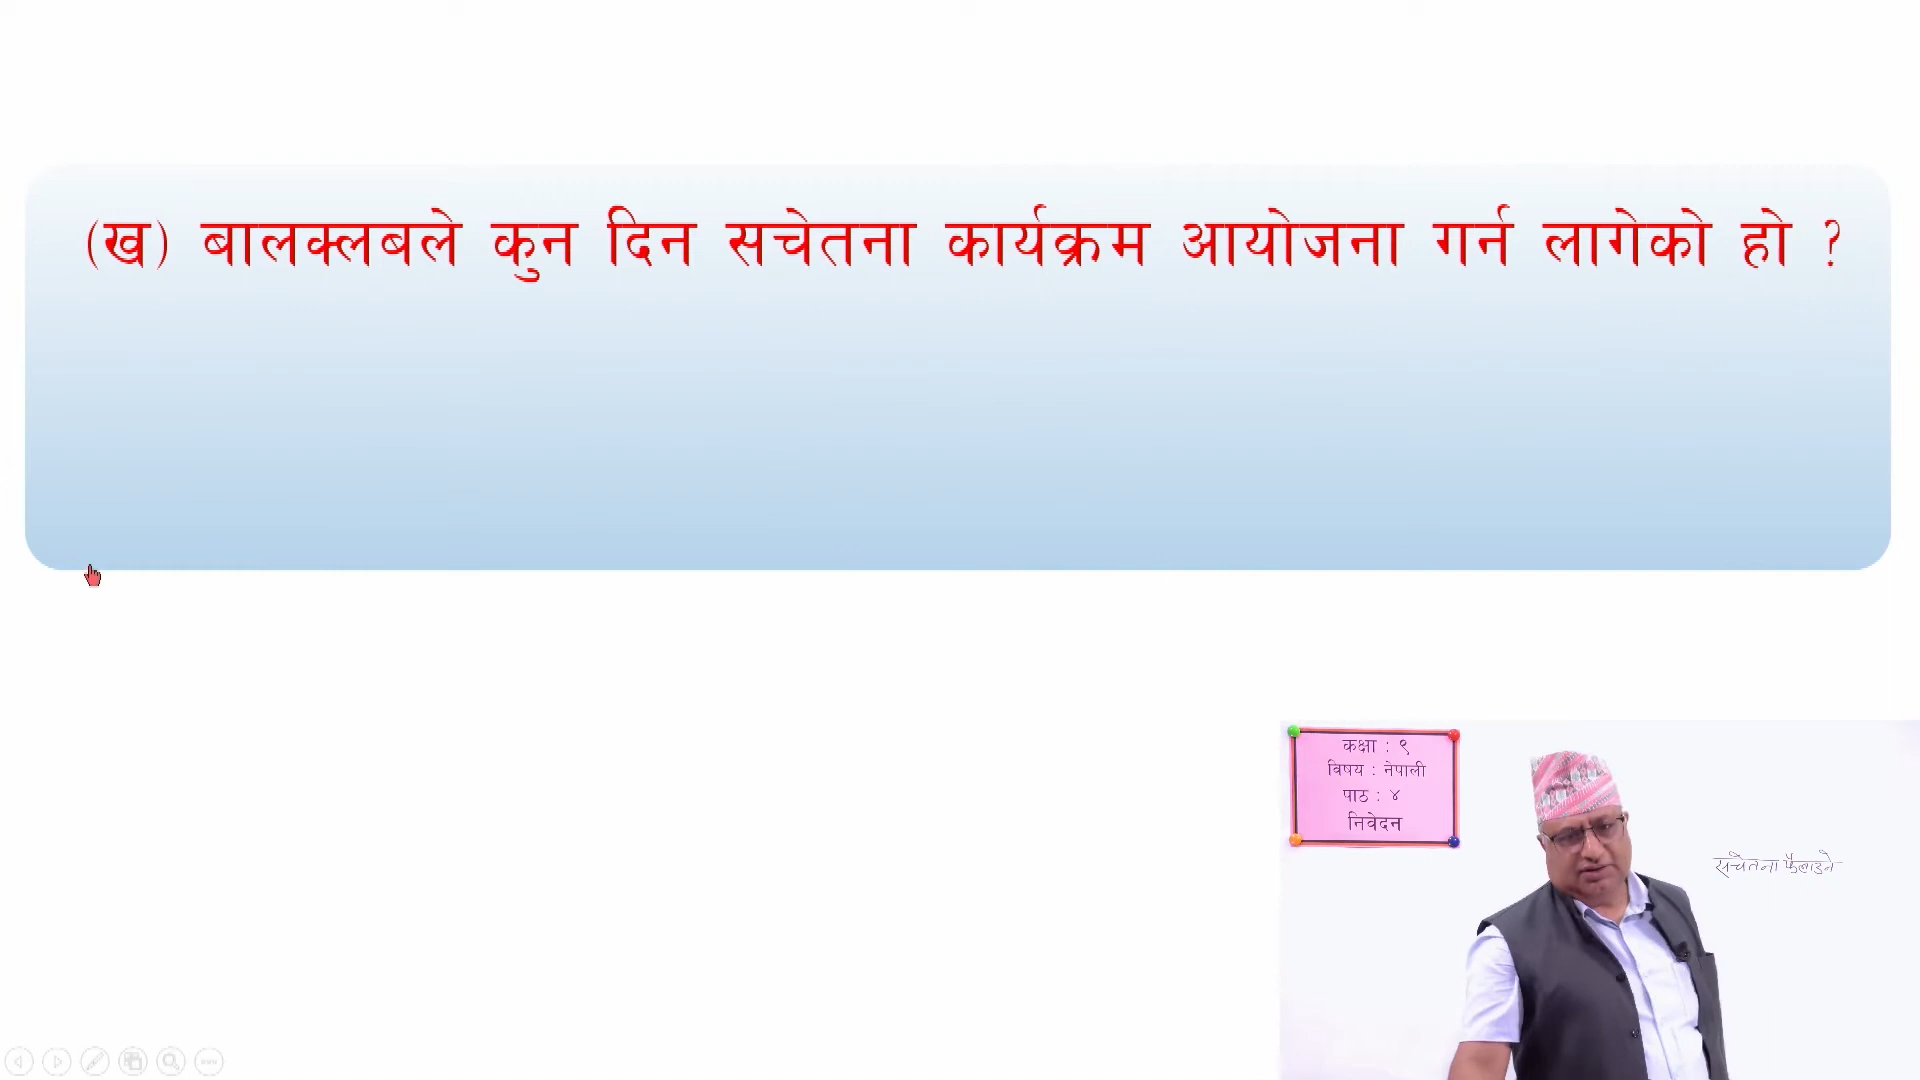 (ख) बालक्लबले कुन दिन सचेतना कार्यक्रम आयोजना गर्न लागेको हो ?
कक्षा : ९
विषय : नेपाली
पाठ : ४
निवेदन
सचेतना फैलाउने